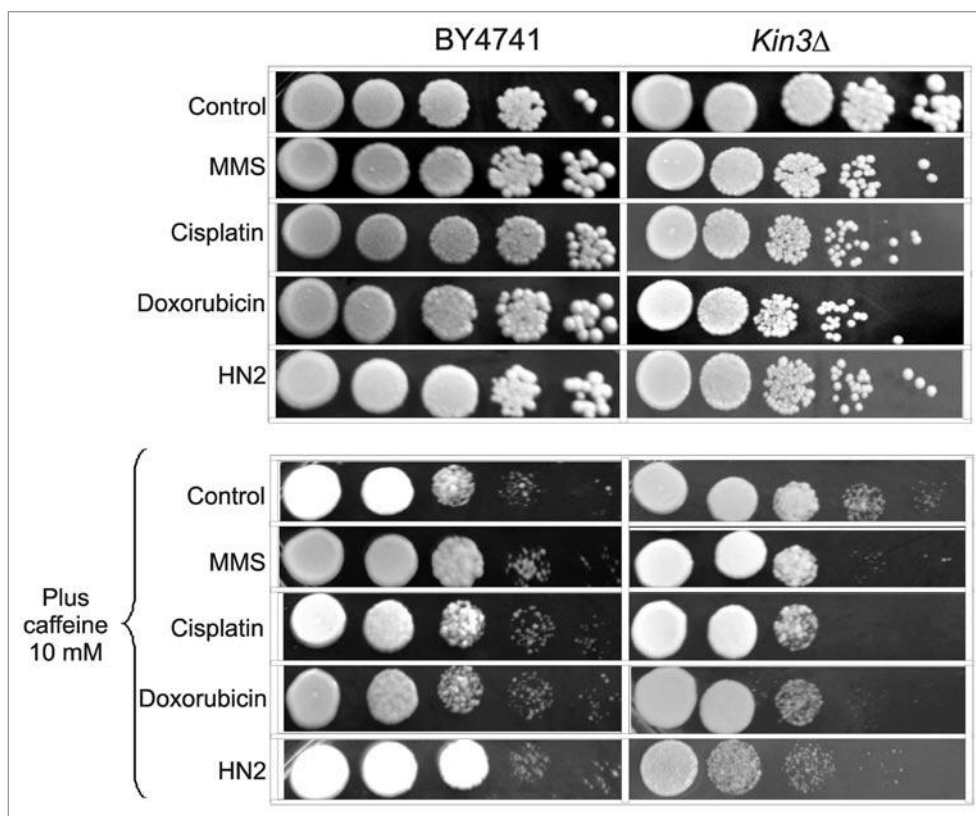 BY4741
Kin3Δ
Control
MMS
Cisplatin
Doxorubicin
HN2
Plus
caffeine
10 mM
Control
MMS
Cisplatin
Doxorubicin
HN2